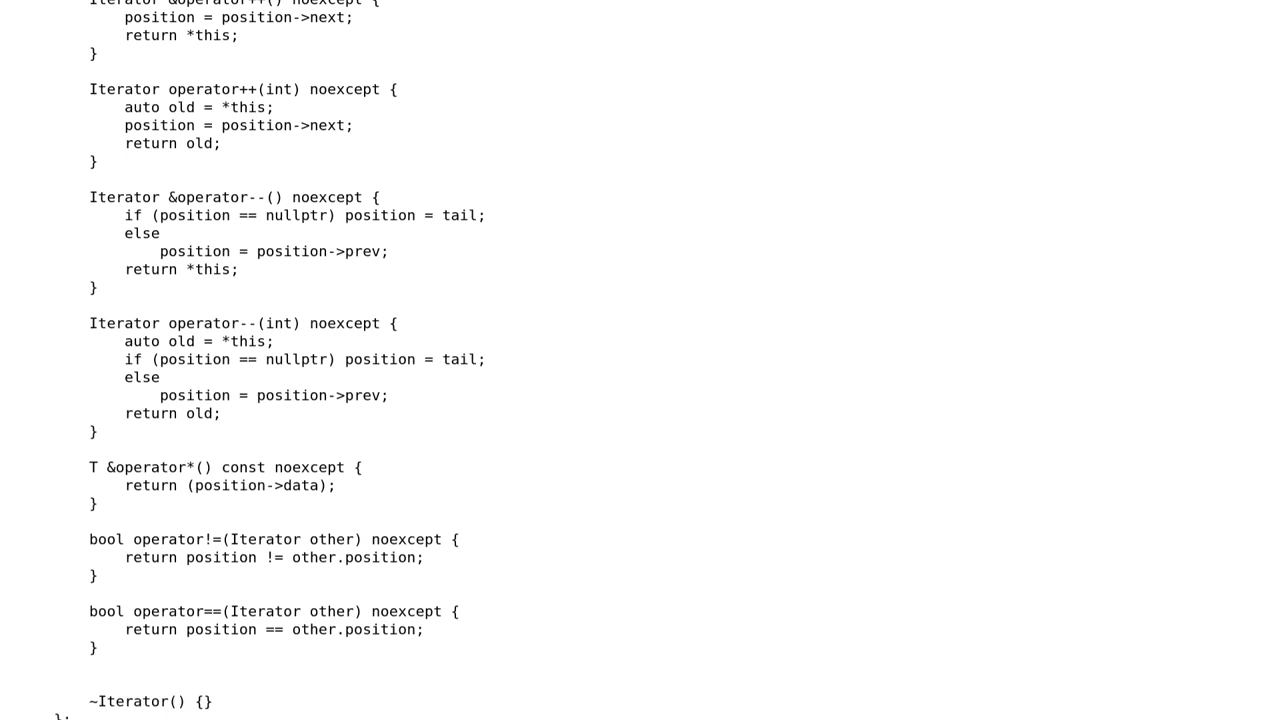 Iterator &operator++() noexcept {
    position = position->next;
    return *this;
}

Iterator operator++(int) noexcept {
    auto old = *this;
    position = position->next;
    return old;
}

Iterator &operator--() noexcept {
    if (position == nullptr) position = tail;
    else
        position = position->prev;
    return *this;
}

Iterator operator--(int) noexcept {
    auto old = *this;
    if (position == nullptr) position = tail;
    else
        position = position->prev;
    return old;
}

T &operator*() const noexcept {
    return (position->data);
}

bool operator!=(Iterator other) noexcept {
    return position != other.position;
}

bool operator==(Iterator other) noexcept {
    return position == other.position;
}

~Iterator() {}
};